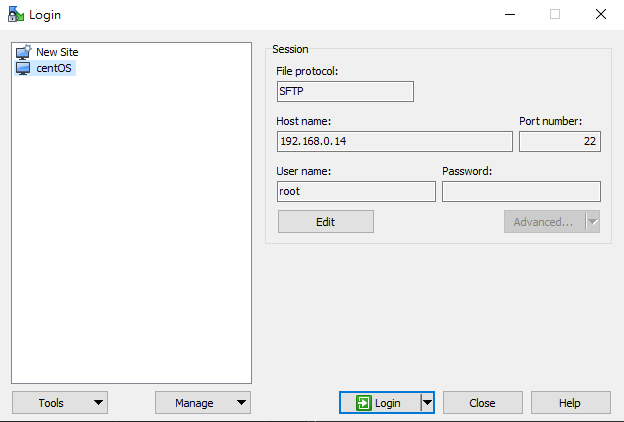 Login
New Site
centOS
Session
File protocol:
SFTP
Host name:
Port number:
192.168.0.14
22
User name:
Password:
root
Edit
Advanced...
Tools
Manage
Login
Close
Help